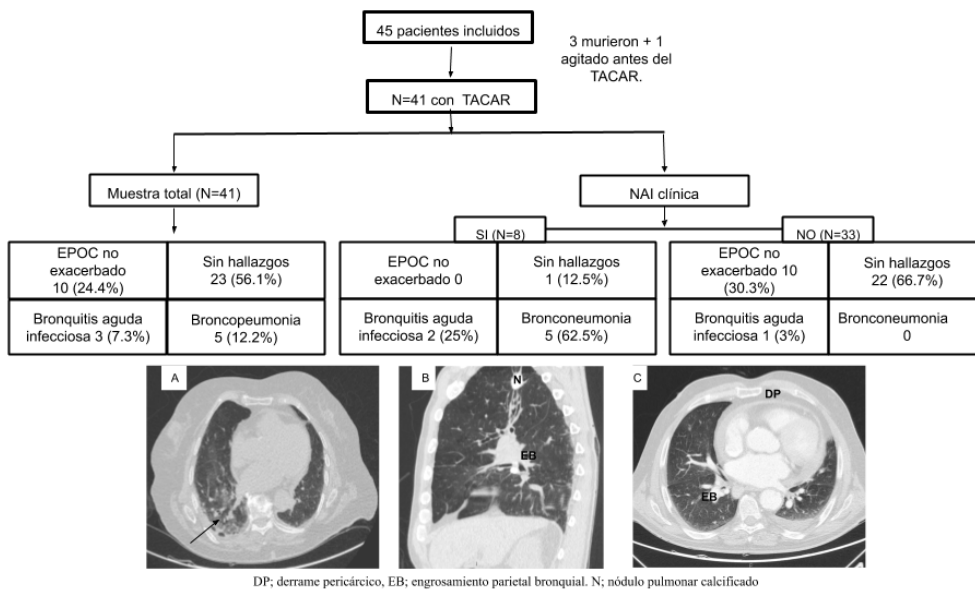 45 pacientes incluidos
3 murieron + 1
agitado antes del
TACAR.
N=41 con TACAR
Muestra total (N=41)
NAI clínica
SI (N=8)
NO (N=33)
EPOC no
exacerbado
10 (24.4%)
Sin hallazgos
23 (56.1%)
Bronquitis aguda
infecciosa 3 (7.3%)
Broncopeumonia
5 (12.2%)
EPOC no
exacerbado 0
Sin hallazgos
1 (12.5%)
Bronquitis aguda
infecciosa 2 (25%)
Bronconeumonia
5 (62.5%)
EPOC no
exacerbado 10
(30.3%)
Sin hallazgos
22 (66.7%)
Bronquitis aguda
infecciosa 1 (3%)
Bronconeumonia
0
A
B
N
EB
C
DP
EB
DP; derrame pericárcico, EB; engrosamiento parietal bronquial. N; nódulo pulmonar calcificado